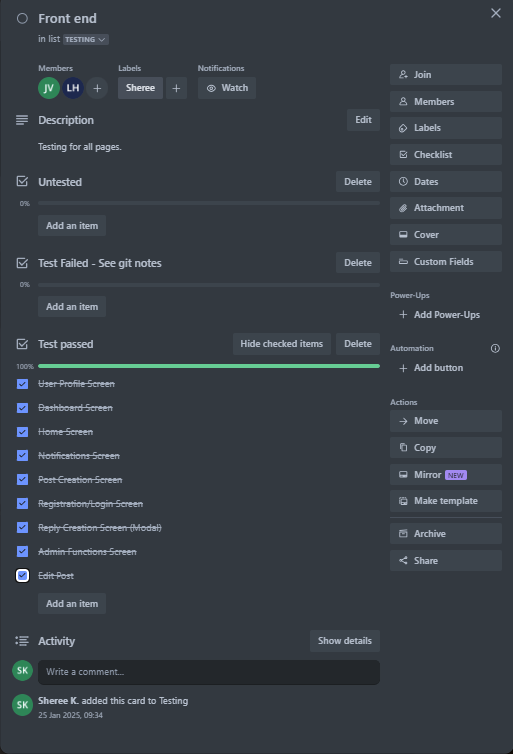 Front end
in list TESTING
Members
Labels
Notifications
JV LH
Sheree
Watch
Description
Edit
Testing for all pages.
Untested
Delete
0%
Add an item
Test Failed - See git notes
Delete
0%
Add an item
Test passed
Hide checked items
Delete
100%
User Profile Screen
Dashboard Screen
Home Screen
Notifications Screen
Post Creation Screen
Registration/Login Screen
Reply Creation Screen (Modal)
Admin Functions Screen
Edit Post
Add an item
Activity
Show details
SK
Write a comment...
SK
Sheree K. added this card to Testing
25 Jan 2025, 09:34
Join
Members
Labels
Checklist
Dates
Attachment
Cover
Custom Fields
Power-Ups
Add Power-Ups
Automation
Add button
Actions
Move
Copy
Mirror NEW
Make template
Archive
Share